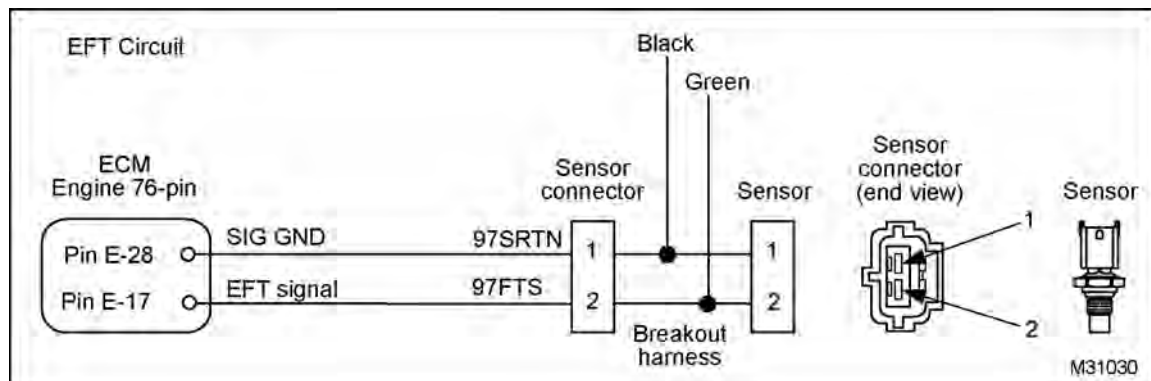 EFT Circuit
Black
Green
ECM
Engine 76-pin
Sensor
connector
Sensor
Sensor
connector
(end view)
Sensor
Pin E-28
SIG GND
97SRTN
1
1
1
Pin E-17
EFT signal
97FTS
2
2
2
Breakout
harness
M31030